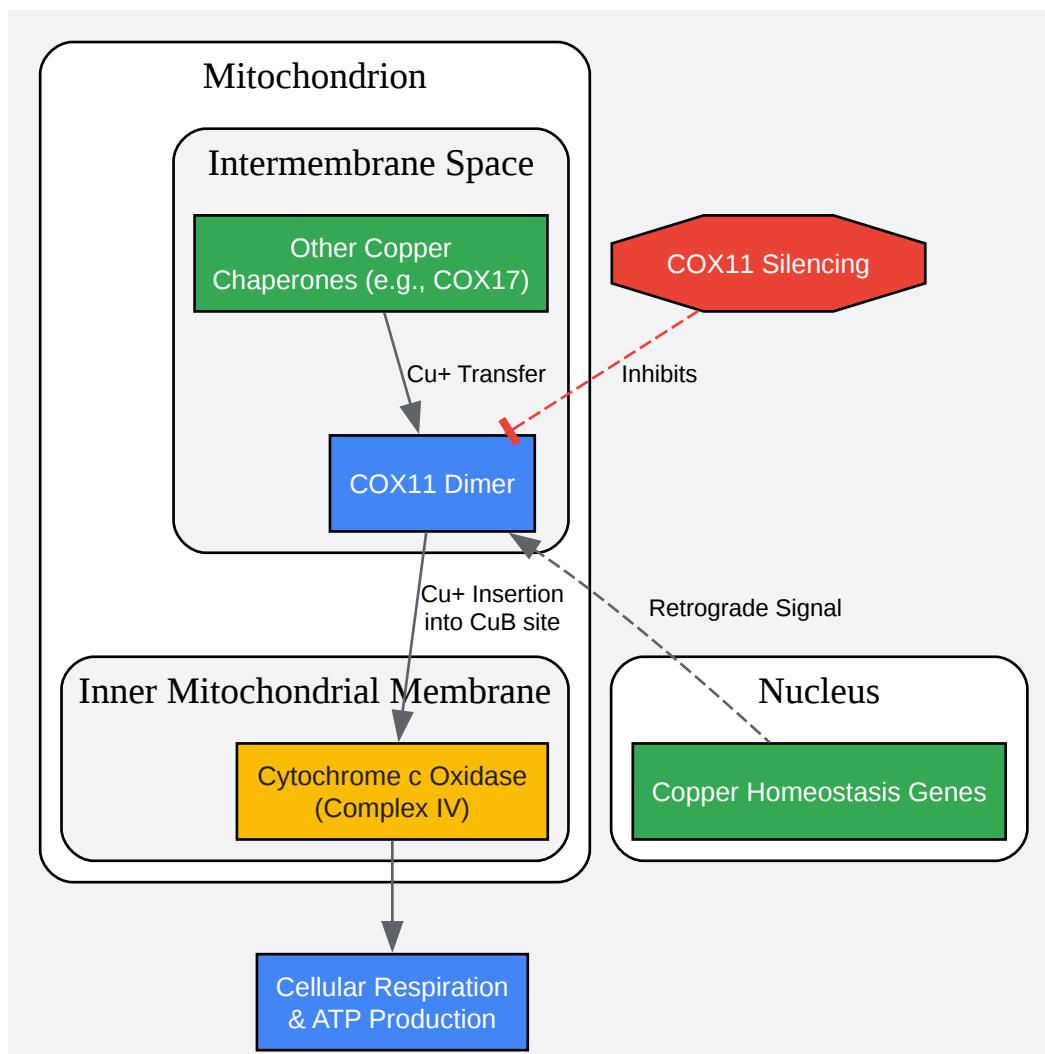 Mitochondrion
Intermembrane Space
Other Copper
Chaperones (e.g., COX17)
COX11 Silencing
Cu+ Transfer
Inhibits
COX11 Dimer
Cu+ Insertion
into CuB site
Retrograde Signal
Inner Mitochondrial Membrane
Nucleus
Cytochrome c Oxidase
(Complex IV)
Copper Homeostasis Genes
Cellular Respiration
& ATP Production